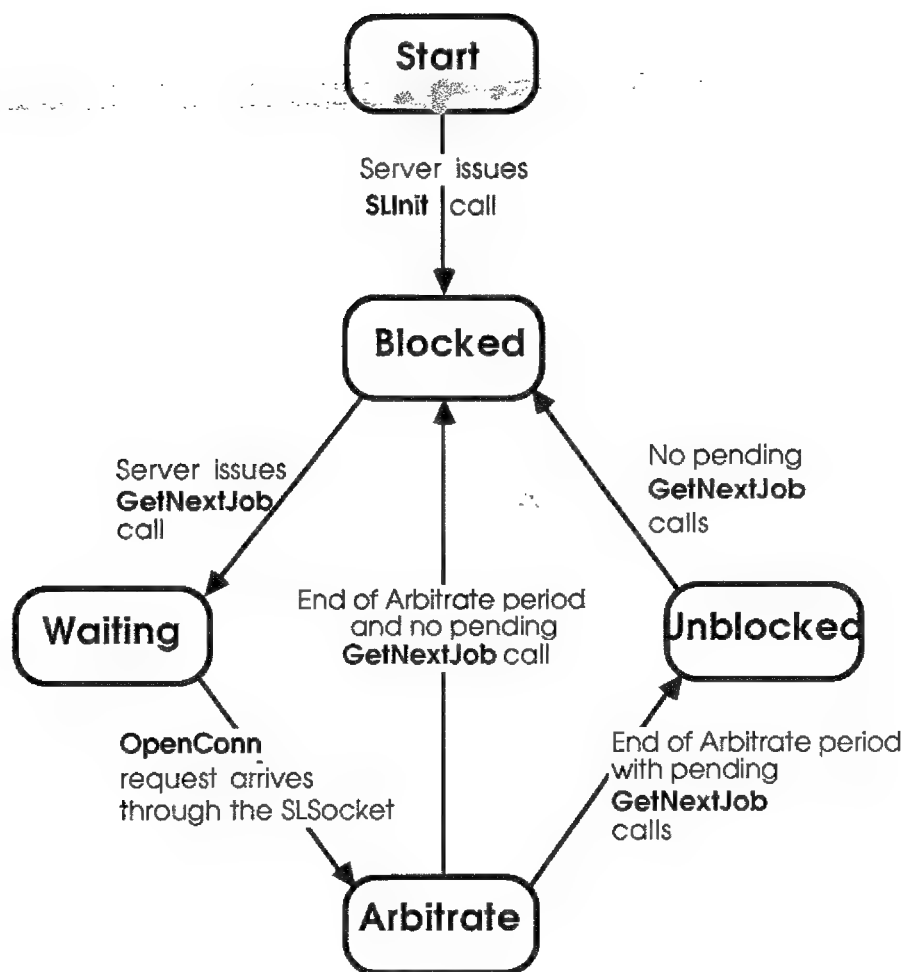 Start
Server issues
SLInit call
Blocked
Server issues
GetNextJob
call
No pending
GetNextJob
calls
Waiting
End of Arbitrate period
and no pending
GetNextJob call
Unblocked
OpenConn
request arrives
through the SLSocket
End of Arbitrate period
with pending
GetNextJob
calls
Arbitrate